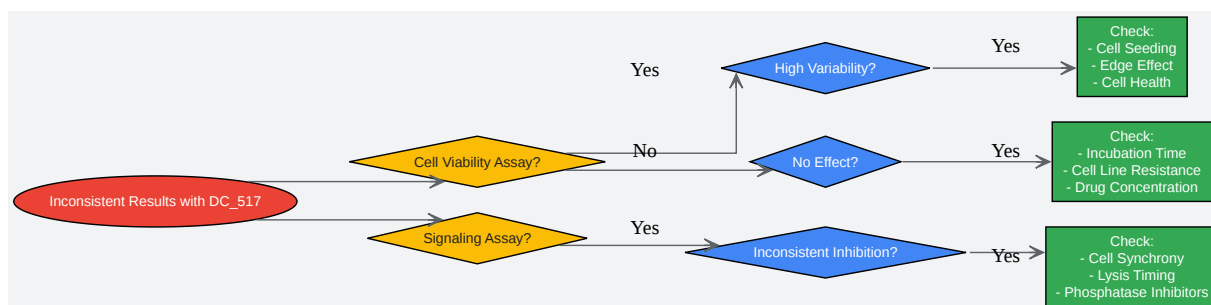 Inconsistent Results with DC_517
Cell Viability Assay?
Signaling Assay?
Yes
No
Yes
High Variability?
No Effect?
Inconsistent Inhibition?
Yes
Yes
Yes
Check:
- Cell Seeding
- Edge Effect
- Cell Health
Check:
- Incubation Time
- Cell Line Resistance
- Drug Concentration
Check:
- Cell Synchrony
- Lysis Timing
- Phosphatase Inhibitors